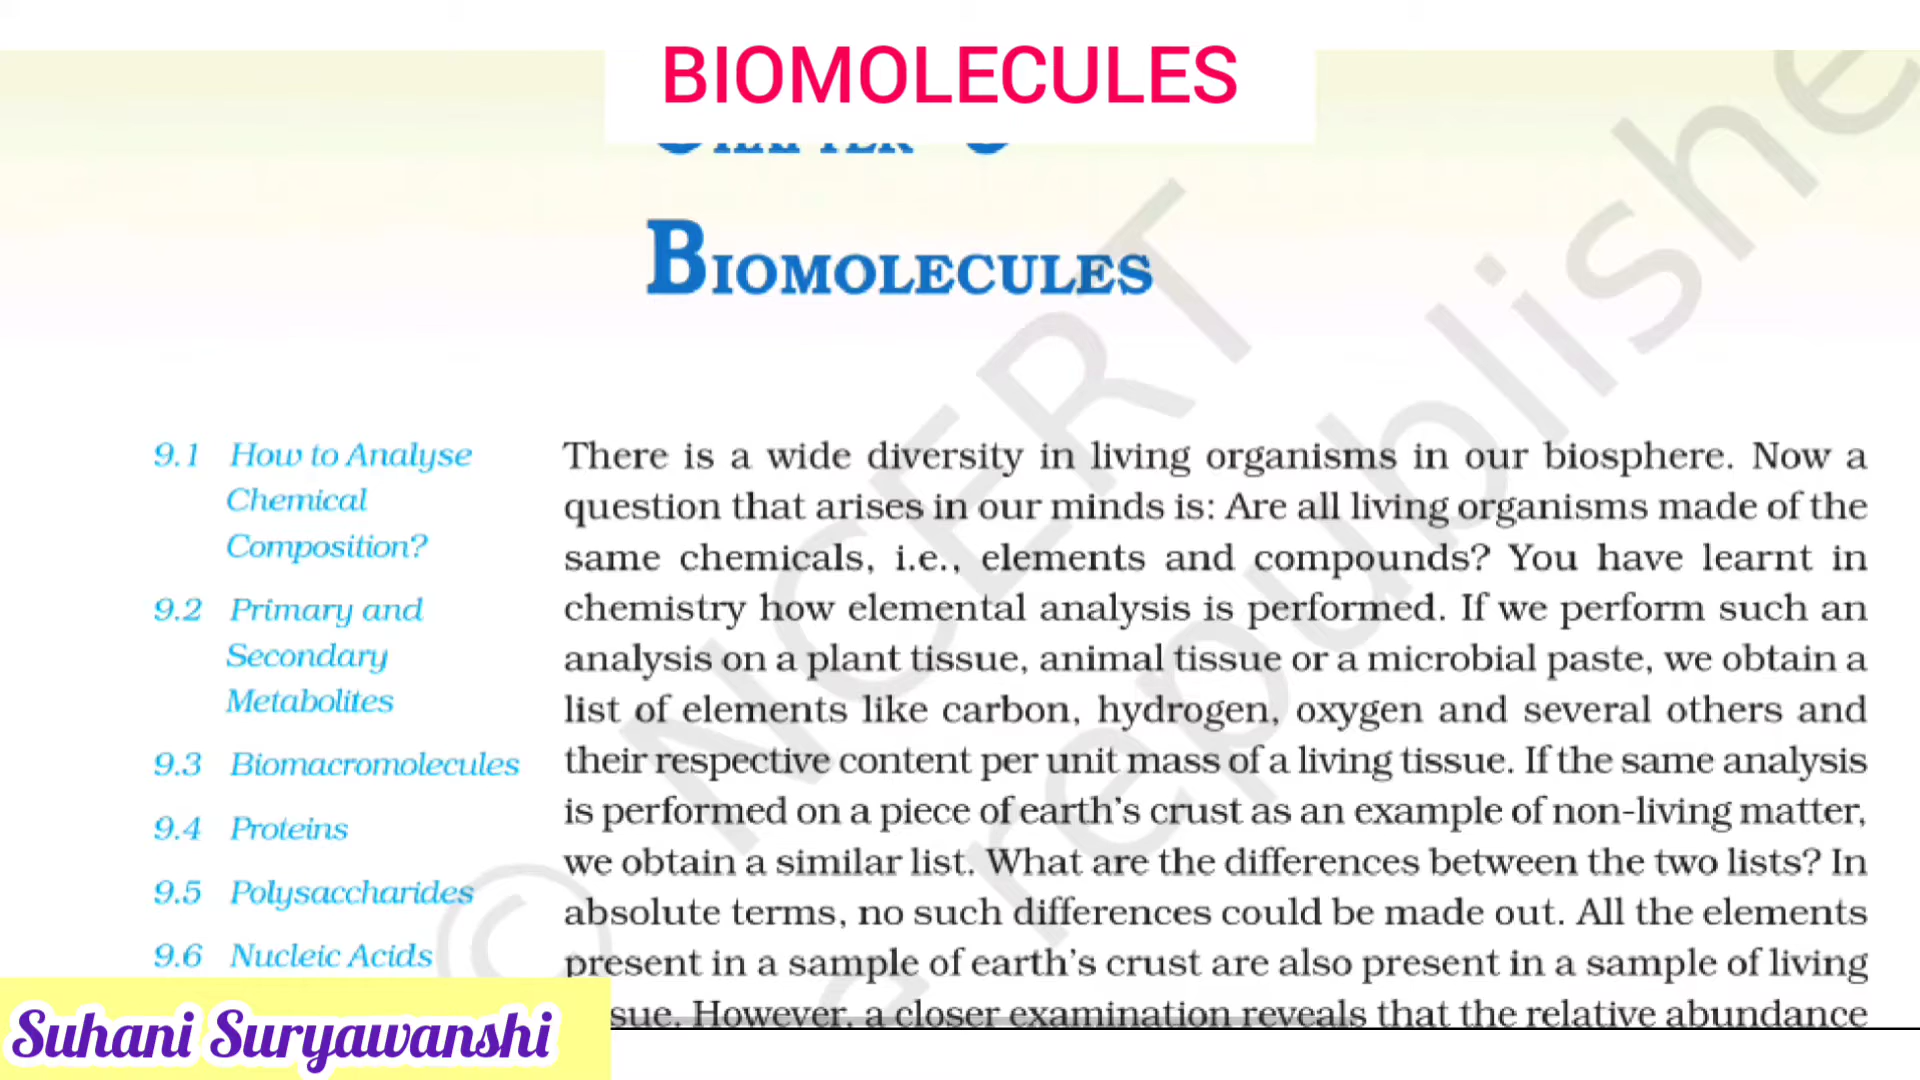 BIOMOLECULES
BIOMOLECULES
9.1 How to Analyse
Chemical
Composition?
9.2 Primary and
Secondary
Metabolites
9.3 Biomacromolecules
9.4 Proteins
9.5 Polysaccharides
9.6 Nucleic Acids
There is a wide diversity in living organisms in our biosphere. Now a
question that arises in our minds is: Are all living organisms made of the
same chemicals, i.e., elements and compounds? You have learnt in
chemistry how elemental analysis is performed. If we perform such an
analysis on a plant tissue, animal tissue or a microbial paste, we obtain a
list of elements like carbon, hydrogen, oxygen and several others and
their respective content per unit mass of a living tissue. If the same analysis
is performed on a piece of earth's crust as an example of non-living matter,
we obtain a similar list. What are the differences between the two lists? In
absolute terms, no such differences could be made out. All the elements
present in a sample of earth's crust are also present in a sample of living
sue. However, a closer examination reveals that the relative abundance
© NCERT
republishe
Suhani Suryawanshi